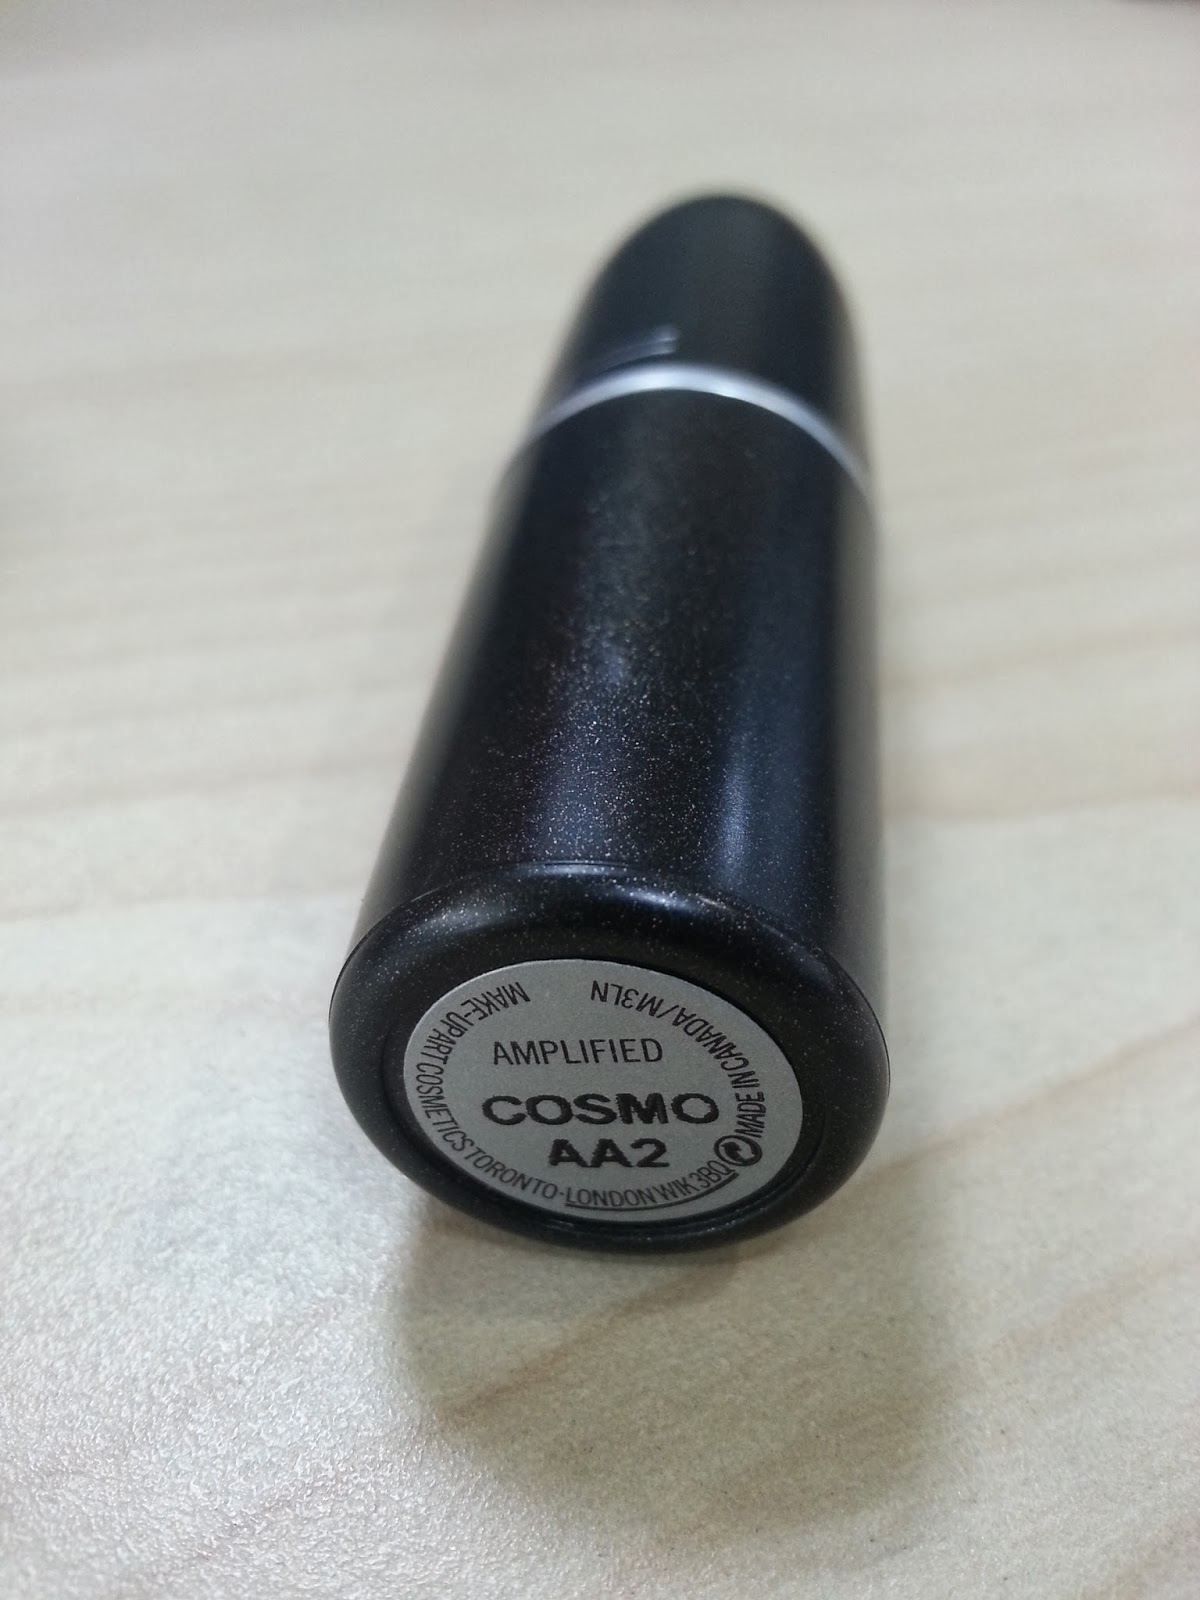 AMPLIFIED
COSMO
AA2
MAKE-UP ART COSMETICS TORONTO-LONDON W1K 3BQ MADE IN CANADA/M3LN